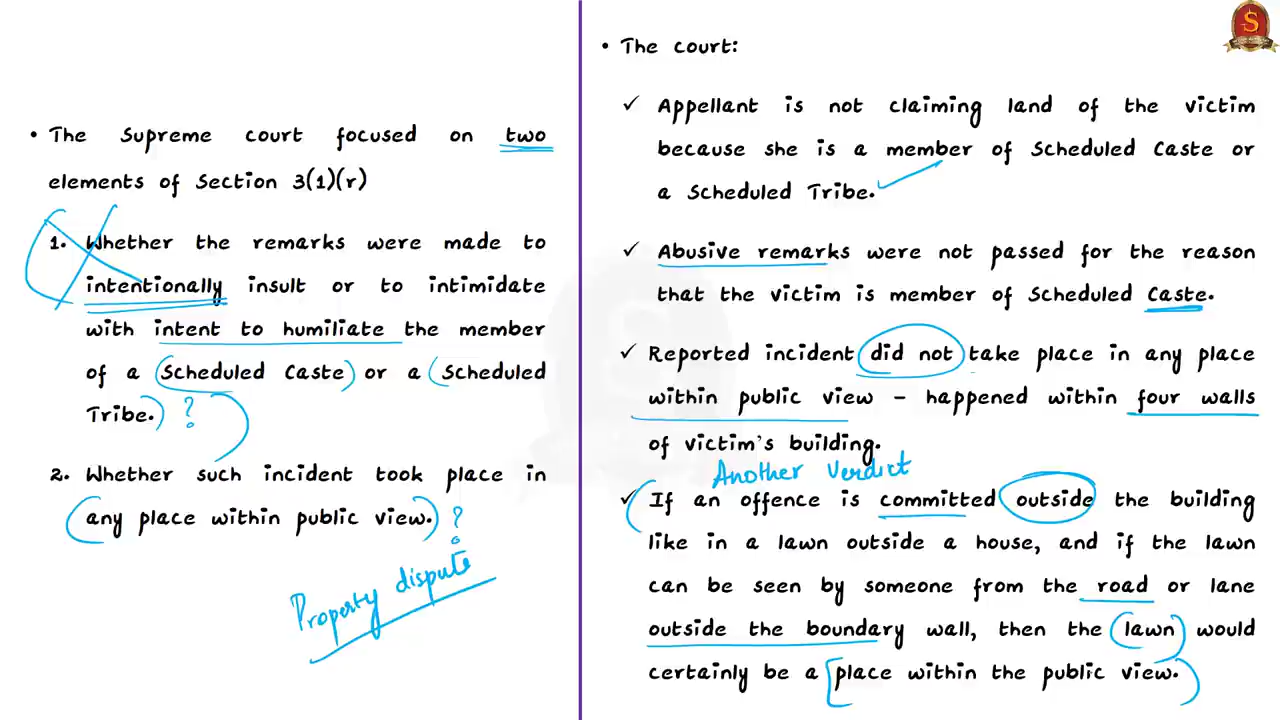 • The Supreme court focused on two
elements of Section 3(1)(r)
1. Whether the remarks were made to
intentionally insult or to intimidate
with intent to humiliate the member
of a Scheduled Caste or a Scheduled
Tribe. ?
2. Whether such incident took place in
any place within public view. ?
Property dispute
• The court:
✓ Appellant is not claiming land of the victim
because she is a member of Scheduled Caste or
a Scheduled Tribe.
✓ Abusive remarks were not passed for the reason
that the victim is member of Scheduled Caste.
✓ Reported incident did not take place in any place
within public view - happened within four walls
of victim's building.
Another verdict
✓ If an offence is committed outside the building
like in a lawn outside a house, and if the lawn
can be seen by someone from the road or lane
outside the boundary wall, then the lawn would
certainly be a place within the public view.